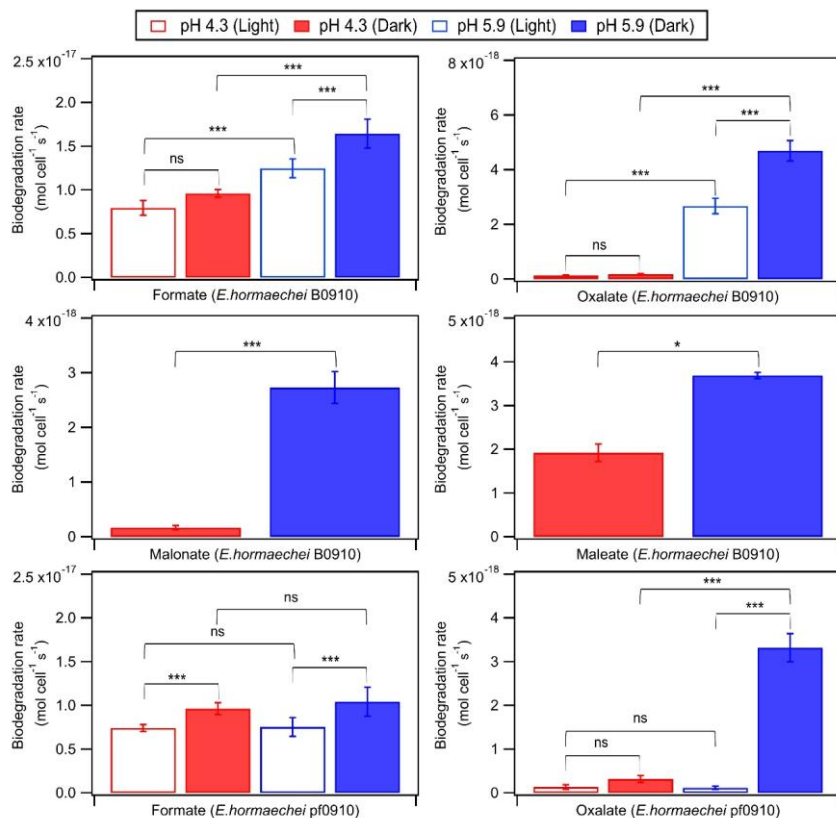 pH 4.3 (Light) pH 4.3 (Dark) pH 5.9 (Light) pH 5.9 (Dark)
2.5 x10⁻¹⁷
2.0
1.5
1.0
0.5
0.0
Biodegradation rate
(mol cell⁻¹ s⁻¹)
***
***
***
ns
Formate (E.hormaechei B0910)
8 x10⁻¹⁸
6
4
2
0
Biodegradation rate
(mol cell⁻¹ s⁻¹)
***
***
***
ns
Oxalate (E.hormaechei B0910)
4 x10⁻¹⁸
3
2
1
0
Biodegradation rate
(mol cell⁻¹ s⁻¹)
***
Malonate (E.hormaechei B0910)
5 x10⁻¹⁸
4
3
2
1
0
Biodegradation rate
(mol cell⁻¹ s⁻¹)
*
Maleate (E.hormaechei B0910)
2.5 x10⁻¹⁷
2.0
1.5
1.0
0.5
0.0
Biodegradation rate
(mol cell⁻¹ s⁻¹)
ns
ns
***
***
Formate (E.hormaechei pf0910)
5 x10⁻¹⁸
4
3
2
1
0
Biodegradation rate
(mol cell⁻¹ s⁻¹)
***
***
ns
ns
Oxalate (E.hormaechei pf0910)